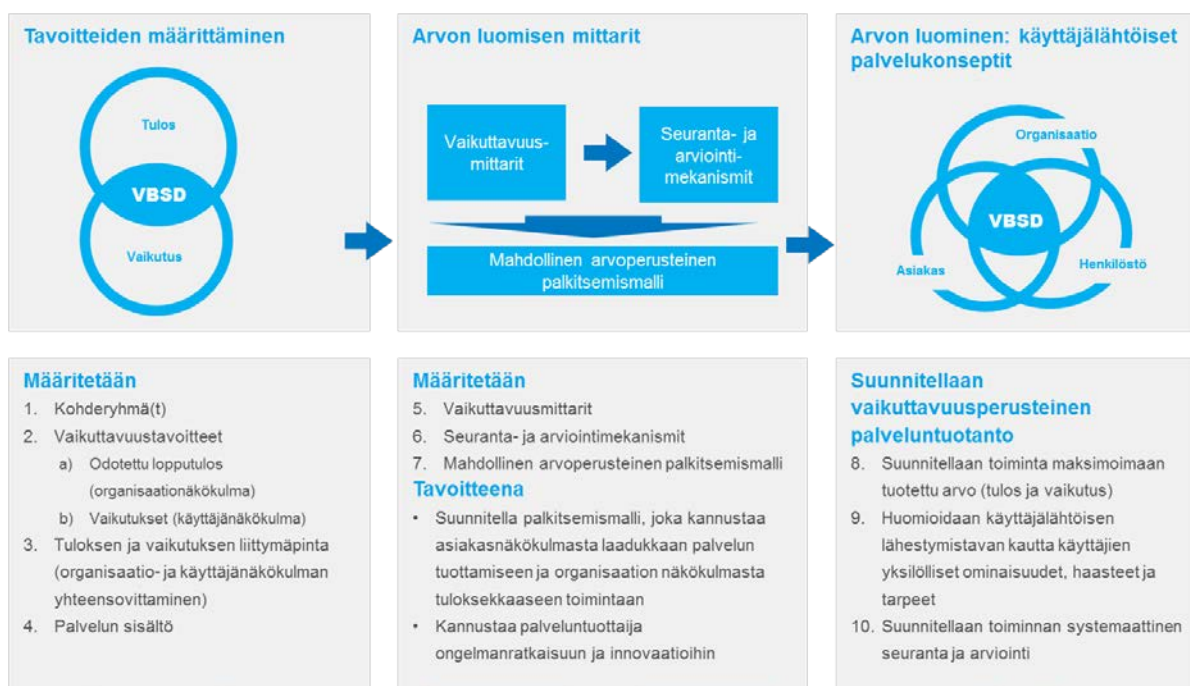 Tavoitteiden määrittäminen
Tulos
VBSD
Vaikutus
Arvon luomisen mittarit
Vaikuttavuus-
mittarit
Seuranta- ja
arviointi-
mekanismit
Mahdollinen arvoperusteinen
palkitsemismalli
Arvon luominen: käyttäjälähtöiset
palvelukonseptit
Organisaatio
VBSD
Asiakas
Henkilöstö
Määritetään
1. Kohderyhmä(t)
2. Vaikuttavuustavoitteet
a) Odotettu lopputulos
(organisaationäkökulma)
b) Vaikutukset (käyttäjänäkökulma)
3. Tuloksen ja vaikutuksen liittymäpinta
(organisaatio- ja käyttäjänäkökulman
yhteensovittaminen)
4. Palvelun sisältö
Määritetään
5. Vaikuttavuusmittarit
6. Seuranta- ja arviointimekanismit
7. Mahdollinen arvoperusteinen palkitsemismalli
Tavoitteena
• Suunnitella palkitsemismalli, joka kannustaa
asiakasnäkökulmasta laadukkaan palvelun
tuottamiseen ja organisaation näkökulmasta
tuloksekkaaseen toimintaan
• Kannustaa palveluntuottajia
ongelmanratkaisuun ja innovaatioihin
Suunnitellaan
vaikuttavuusperusteinen
palveluntuotanto
8. Suunnitellaan toiminta maksimoimaan
tuotettu arvo (tulos ja vaikutus)
9. Huomioidaan käyttäjälähtöisen
lähestymistavan kautta käyttäjien
yksilölliset ominaisuudet, haasteet ja
tarpeet
10. Suunnitellaan toiminnan systemaattinen
seuranta ja arviointi